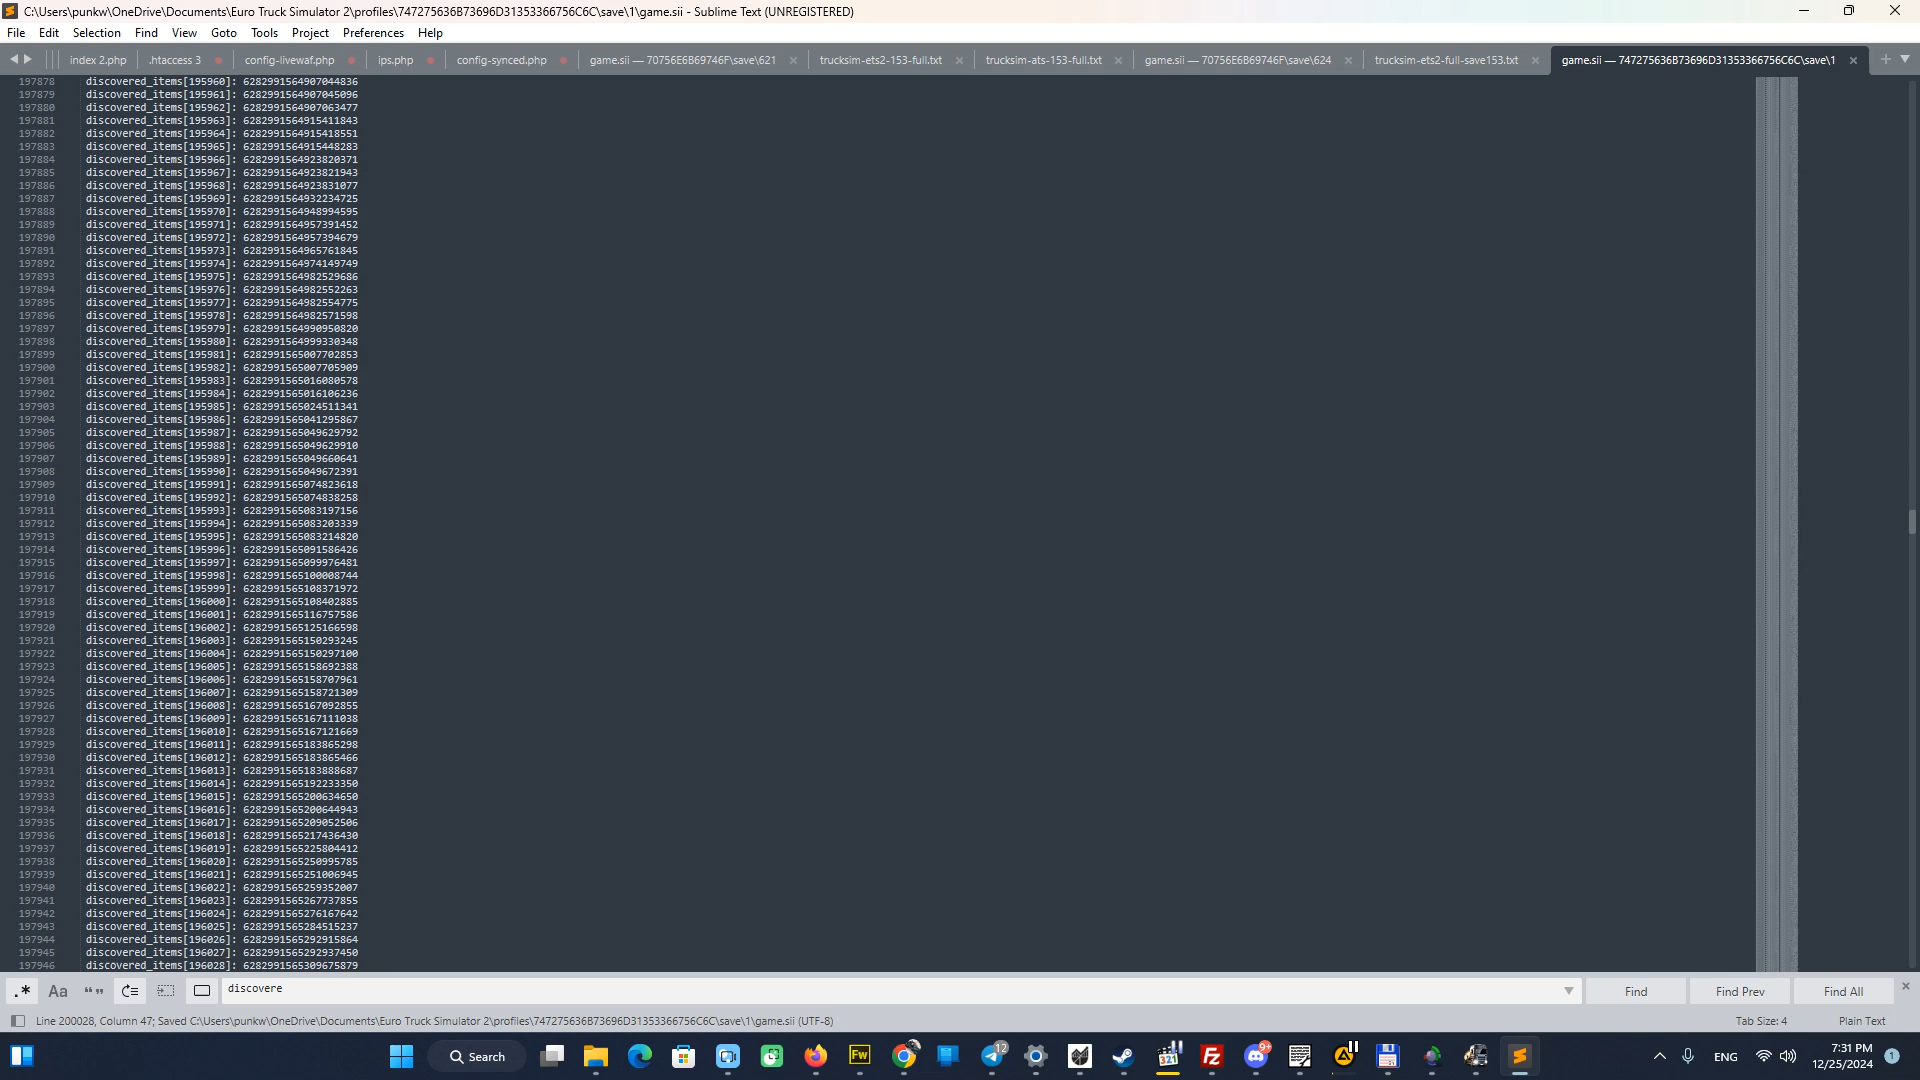 C:\Users\punkw\OneDrive\Documents\Euro Truck Simulator 2\profiles\747275636B73696D31353366756C6C\save\1\game.sii - Sublime Text (UNREGISTERED)
File Edit Selection Find View Goto Tools Project Preferences Help
index 2.php .htaccess 3 config-livewaf.php ips.php config-synced.php game.sii — 70756E6B69746F\save\621 trucksim-ets2-153-full.txt trucksim-ats-153-full.txt game.sii — 70756E6B69746F\save\624 trucksim-ets2-full-save153.txt game.sii — 747275636B73696D31353366756C6C\save\1
197878 discovered_items[195960]: 6282991564907044836
197879 discovered_items[195961]: 6282991564907045096
197880 discovered_items[195962]: 6282991564907063477
197881 discovered_items[195963]: 6282991564915411843
197882 discovered_items[195964]: 6282991564915418551
197883 discovered_items[195965]: 6282991564915448283
197884 discovered_items[195966]: 6282991564923820371
197885 discovered_items[195967]: 6282991564923821943
197886 discovered_items[195968]: 6282991564923831077
197887 discovered_items[195969]: 6282991564932234725
197888 discovered_items[195970]: 6282991564948994595
197889 discovered_items[195971]: 6282991564957391452
197890 discovered_items[195972]: 6282991564957394679
197891 discovered_items[195973]: 6282991564965761845
197892 discovered_items[195974]: 6282991564974149749
197893 discovered_items[195975]: 6282991564982529686
197894 discovered_items[195976]: 6282991564982552263
197895 discovered_items[195977]: 6282991564982554775
197896 discovered_items[195978]: 6282991564982571598
197897 discovered_items[195979]: 6282991564990950820
197898 discovered_items[195980]: 6282991564999330348
197899 discovered_items[195981]: 6282991565007702853
197900 discovered_items[195982]: 6282991565007705909
197901 discovered_items[195983]: 6282991565016080578
197902 discovered_items[195984]: 6282991565016106236
197903 discovered_items[195985]: 6282991565024511341
197904 discovered_items[195986]: 6282991565041295867
197905 discovered_items[195987]: 6282991565049629792
197906 discovered_items[195988]: 6282991565049629910
197907 discovered_items[195989]: 6282991565049660641
197908 discovered_items[195990]: 6282991565049672391
197909 discovered_items[195991]: 6282991565074823618
197910 discovered_items[195992]: 6282991565074838258
197911 discovered_items[195993]: 6282991565083197156
197912 discovered_items[195994]: 6282991565083203339
197913 discovered_items[195995]: 6282991565083214820
197914 discovered_items[195996]: 6282991565091586426
197915 discovered_items[195997]: 6282991565099976481
197916 discovered_items[195998]: 6282991565100008744
197917 discovered_items[195999]: 6282991565108371972
197918 discovered_items[196000]: 6282991565108402885
197919 discovered_items[196001]: 6282991565116757586
197920 discovered_items[196002]: 6282991565125166598
197921 discovered_items[196003]: 6282991565150293245
197922 discovered_items[196004]: 6282991565150297100
197923 discovered_items[196005]: 6282991565158692388
197924 discovered_items[196006]: 6282991565158707961
197925 discovered_items[196007]: 6282991565158721309
197926 discovered_items[196008]: 6282991565167092855
197927 discovered_items[196009]: 6282991565167111038
197928 discovered_items[196010]: 6282991565167121669
197929 discovered_items[196011]: 6282991565183865298
197930 discovered_items[196012]: 6282991565183865466
197931 discovered_items[196013]: 6282991565183888687
197932 discovered_items[196014]: 6282991565192233350
197933 discovered_items[196015]: 6282991565200634650
197934 discovered_items[196016]: 6282991565200644943
197935 discovered_items[196017]: 6282991565209052506
197936 discovered_items[196018]: 6282991565217436430
197937 discovered_items[196019]: 6282991565225804412
197938 discovered_items[196020]: 6282991565250995785
197939 discovered_items[196021]: 6282991565251006945
197940 discovered_items[196022]: 6282991565259352007
197941 discovered_items[196023]: 6282991565267737855
197942 discovered_items[196024]: 6282991565276167642
197943 discovered_items[196025]: 6282991565284515237
197944 discovered_items[196026]: 6282991565292915864
197945 discovered_items[196027]: 6282991565292937450
197946 discovered_items[196028]: 6282991565309675879
.* Aa “” discovere Find Find Prev Find All
Line 200028, Column 47; Saved C:\Users\punkw\OneDrive\Documents\Euro Truck Simulator 2\profiles\747275636B73696D31353366756C6C\save\1\game.sii (UTF-8) Tab Size: 4 Plain Text
Search Fw 12 321 Fz 9+ ENG 7:31 PM 1
12/25/2024